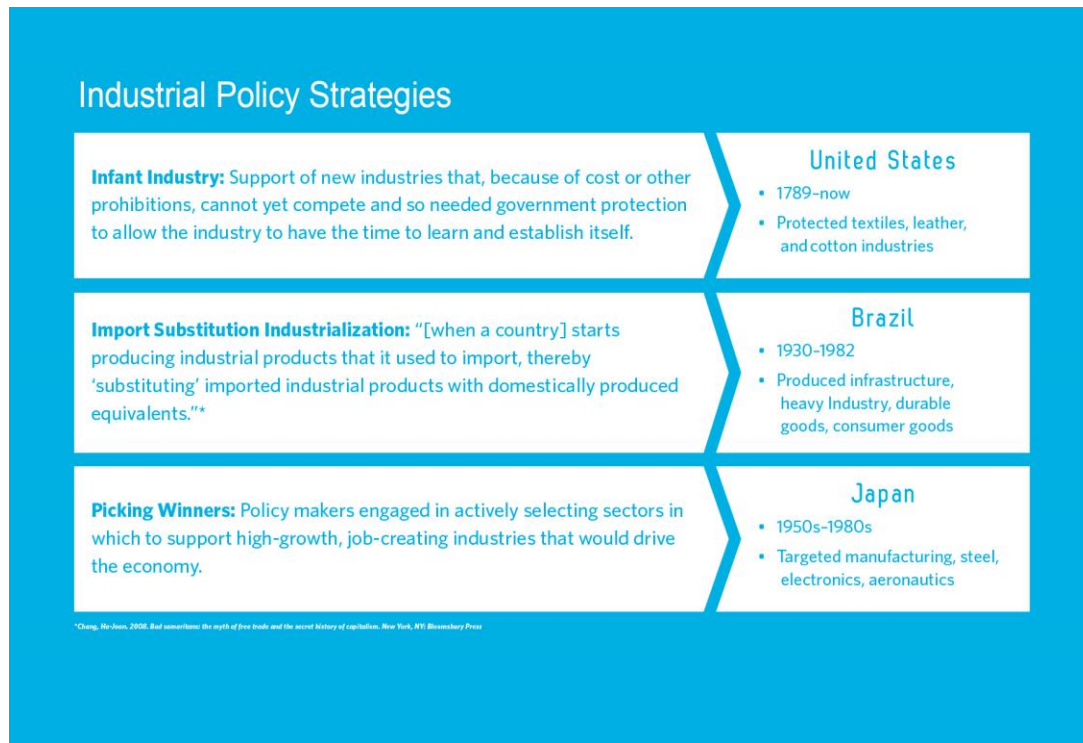 Industrial Policy Strategies
Infant Industry: Support of new industries that, because of cost or other
prohibitions, cannot yet compete and so needed government protection
to allow the industry to have the time to learn and establish itself.
United States
• 1789–now
• Protected textiles, leather,
and cotton industries
Import Substitution Industrialization: “[when a country] starts
producing industrial products that it used to import, thereby
‘substituting’ imported industrial products with domestically produced
equivalents.”*
Brazil
• 1930–1982
• Produced infrastructure,
heavy Industry, durable
goods, consumer goods
Picking Winners: Policy makers engaged in actively selecting sectors in
which to support high-growth, job-creating industries that would drive
the economy.
Japan
• 1950s–1980s
• Targeted manufacturing, steel,
electronics, aeronautics
*Chang, Ha-Joon. 2008. Bad samaritans: the myth of free trade and the secret history of capitalism. New York, NY: Bloomsbury Press